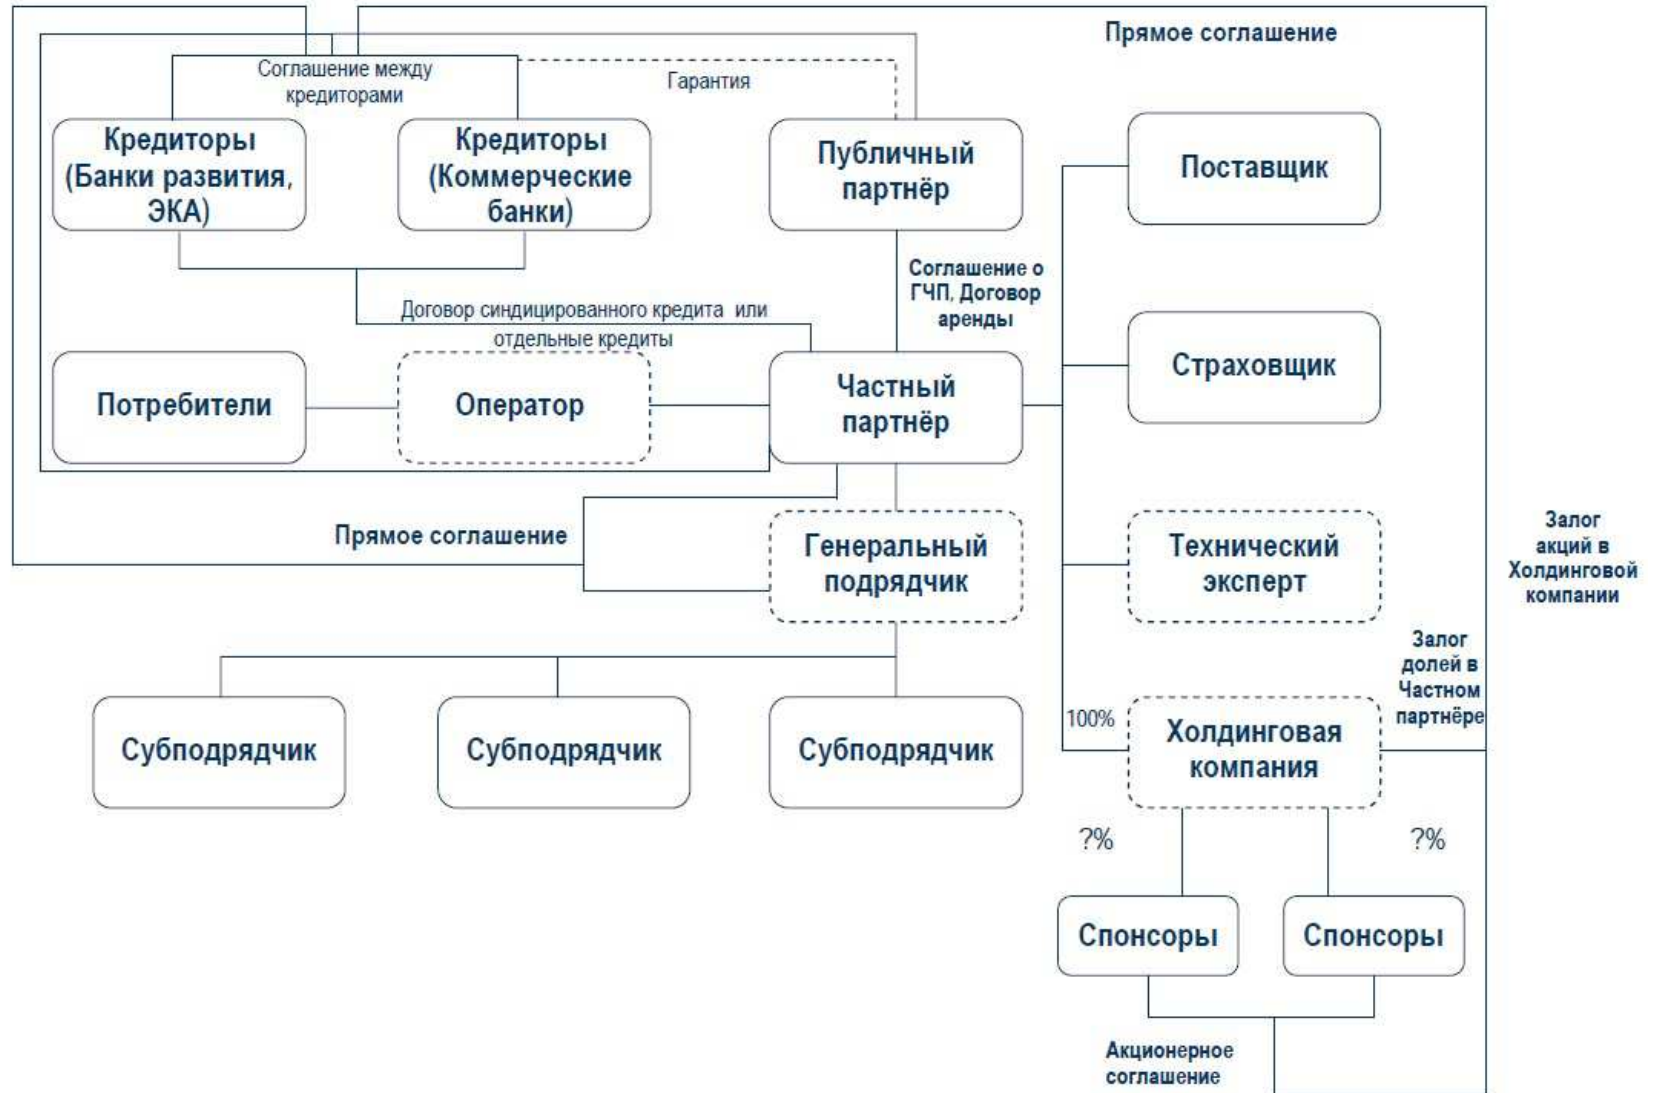 Прямое соглашение
Соглашение между
кредиторами
Гарантия
Кредиторы
(Банки развития,
ЭКА)
Кредиторы
(Коммерческие
банки)
Публичный
партнёр
Поставщик
Соглашение о
ГЧП, Договор
аренды
Договор синдицированного кредита или
отдельные кредиты
Страховщик
Потребители
Оператор
Частный
партнёр
Прямое соглашение
Генеральный
подрядчик
Технический
эксперт
Залог
акций в
Холдинговой
компании
Залог
долей в
Частном
партнёре
100%
Холдинговая
компания
Субподрядчик
Субподрядчик
Субподрядчик
?%
?%
Спонсоры
Спонсоры
Акционерное
соглашение